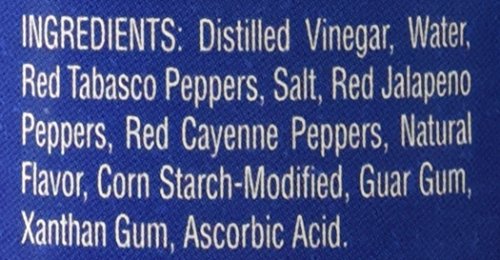 INGREDIENTS: Distilled Vinegar, Water,
Red Tabasco Peppers, Salt, Red Jalapeno
Peppers, Red Cayenne Peppers, Natural
Flavor, Corn Starch-Modified, Guar Gum,
Xanthan Gum, Ascorbic Acid.